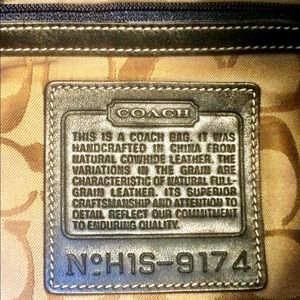 COACH
THIS IS A COACH BAG. IT WAS
HANDCRAFTED IN CHINA FROM
NATURAL COWHIDE LEATHER. THE
VARIATIONS IN THE GRAIN ARE
CHARACTERISTIC OF NATURAL FULL-
GRAIN LEATHER. ITS SUPERIOR
CRAFTSMANSHIP AND ATTENTION TO
DETAIL REFLECT OUR COMMITMENT
TO ENDURING QUALITY.
Nº H1S-9174